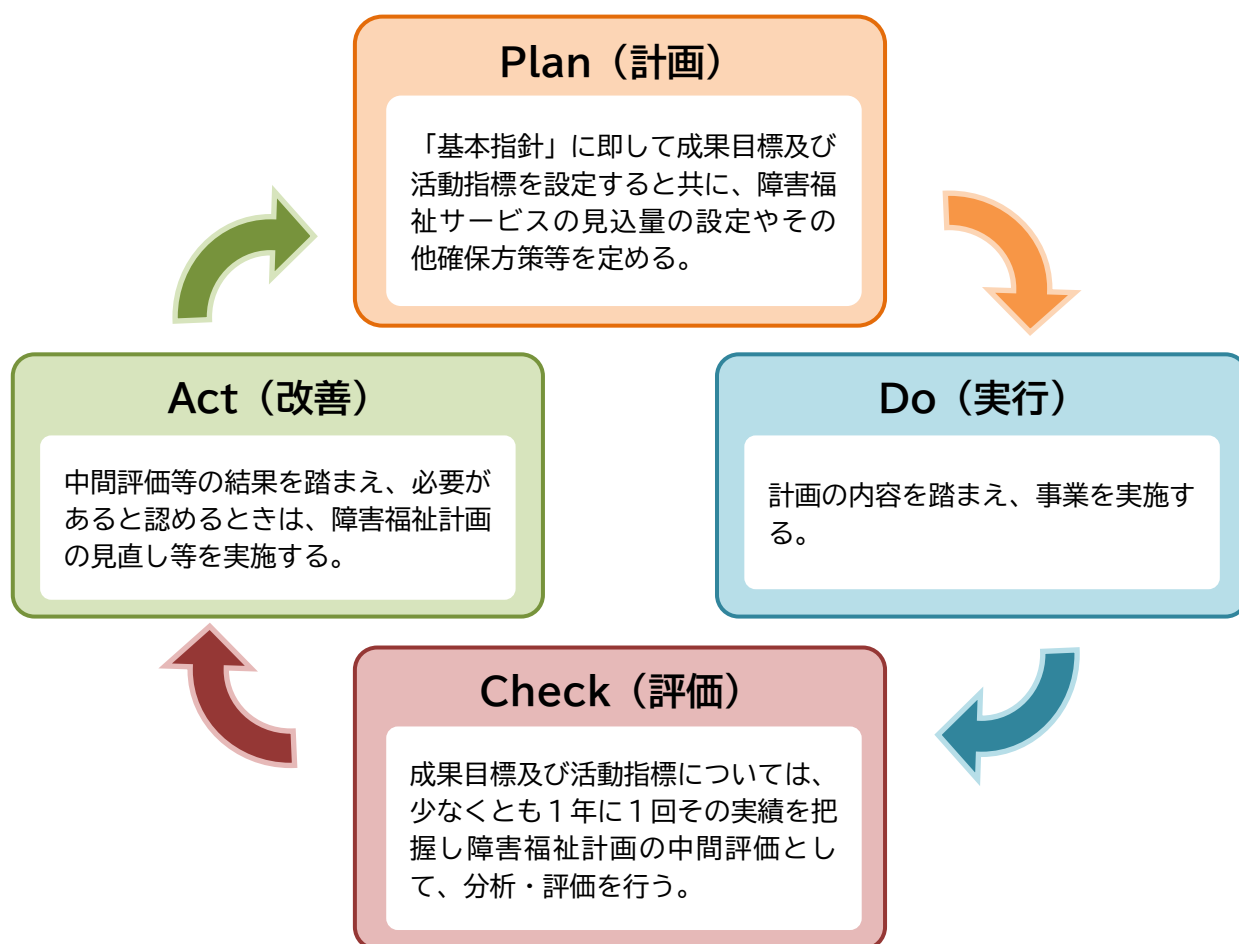 Plan（計画）
「基本指針」に即して成果目標及び
活動指標を設定すると共に、障害福
祉サービスの見込量の設定やその
他確保方策等を定める。
Act（改善）
中間評価等の結果を踏まえ、必要が
あると認めるときは、障害福祉計画
の見直し等を実施する。
Do（実行）
計画の内容を踏まえ、事業を実施す
る。
Check（評価）
成果目標及び活動指標については、
少なくとも１年に１回その実績を把
握し障害福祉計画の中間評価とし
て、分析・評価を行う。